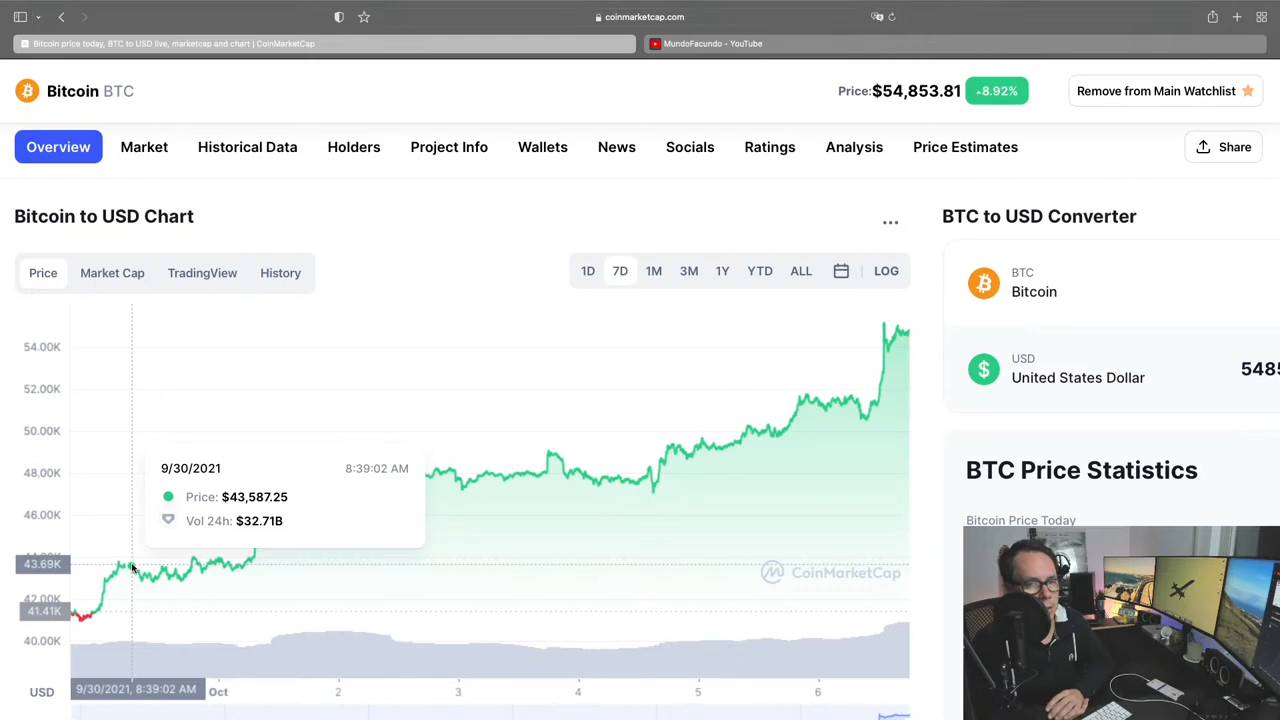 coinmarketcap.com
Bitcoin price today, BTC to USD live, marketcap and chart | CoinMarketCap
MundoFacundo - YouTube
Bitcoin BTC
Price: $54,853.81 8.92%
Remove from Main Watchlist
Overview Market Historical Data Holders Project Info Wallets News Socials Ratings Analysis Price Estimates
Share
Bitcoin to USD Chart
BTC to USD Converter
Price Market Cap TradingView History
1D 7D 1M 3M 1Y YTD ALL LOG
BTC
Bitcoin
USD
United States Dollar
5485
54.00K
52.00K
50.00K
48.00K
46.00K
44.00K
43.69K
42.00K
41.41K
40.00K
9/30/2021 8:39:02 AM
Price: $43,587.25
Vol 24h: $32.71B
CoinMarketCap
USD
9/30/2021, 8:39:02 AM
Oct 2 3 4 5 6
BTC Price Statistics
Bitcoin Price Today